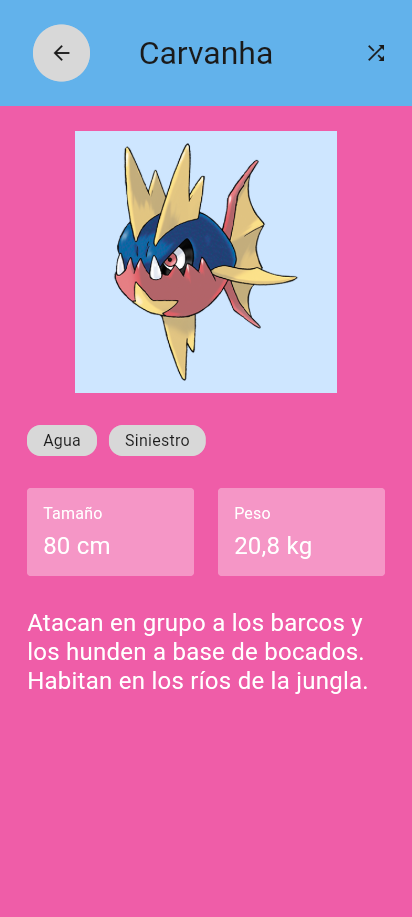 Carvanha
Agua
Siniestro
Tamaño
80 cm
Peso
20,8 kg
Atacan en grupo a los barcos y
los hunden a base de bocados.
Habitan en los ríos de la jungla.